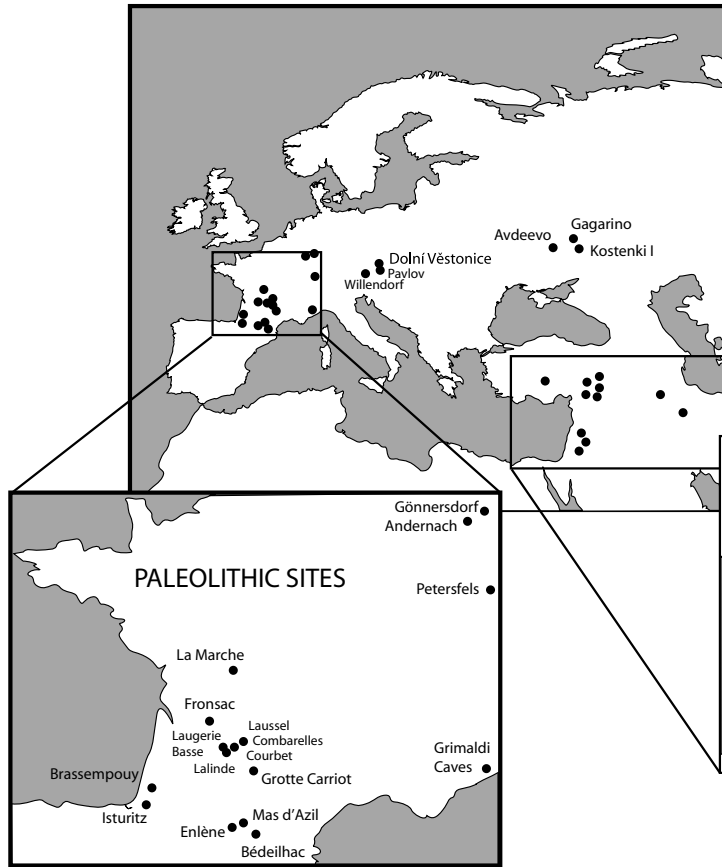 Gagarino
Avdeevo
Kostenki I
Dolní Věstonice
Pavlov
Willendorf
Gönnersdorf
Andernach
PALEOLITHIC SITES
Petersfels
La Marche
Fronsac
Laugerie
Basse
Laussel
Combarelles
Courbet
Lalinde
Grotte Carriot
Grimaldi
Caves
Brassempouy
Isturitz
Mas d'Azil
Enlène
Bédeilhac